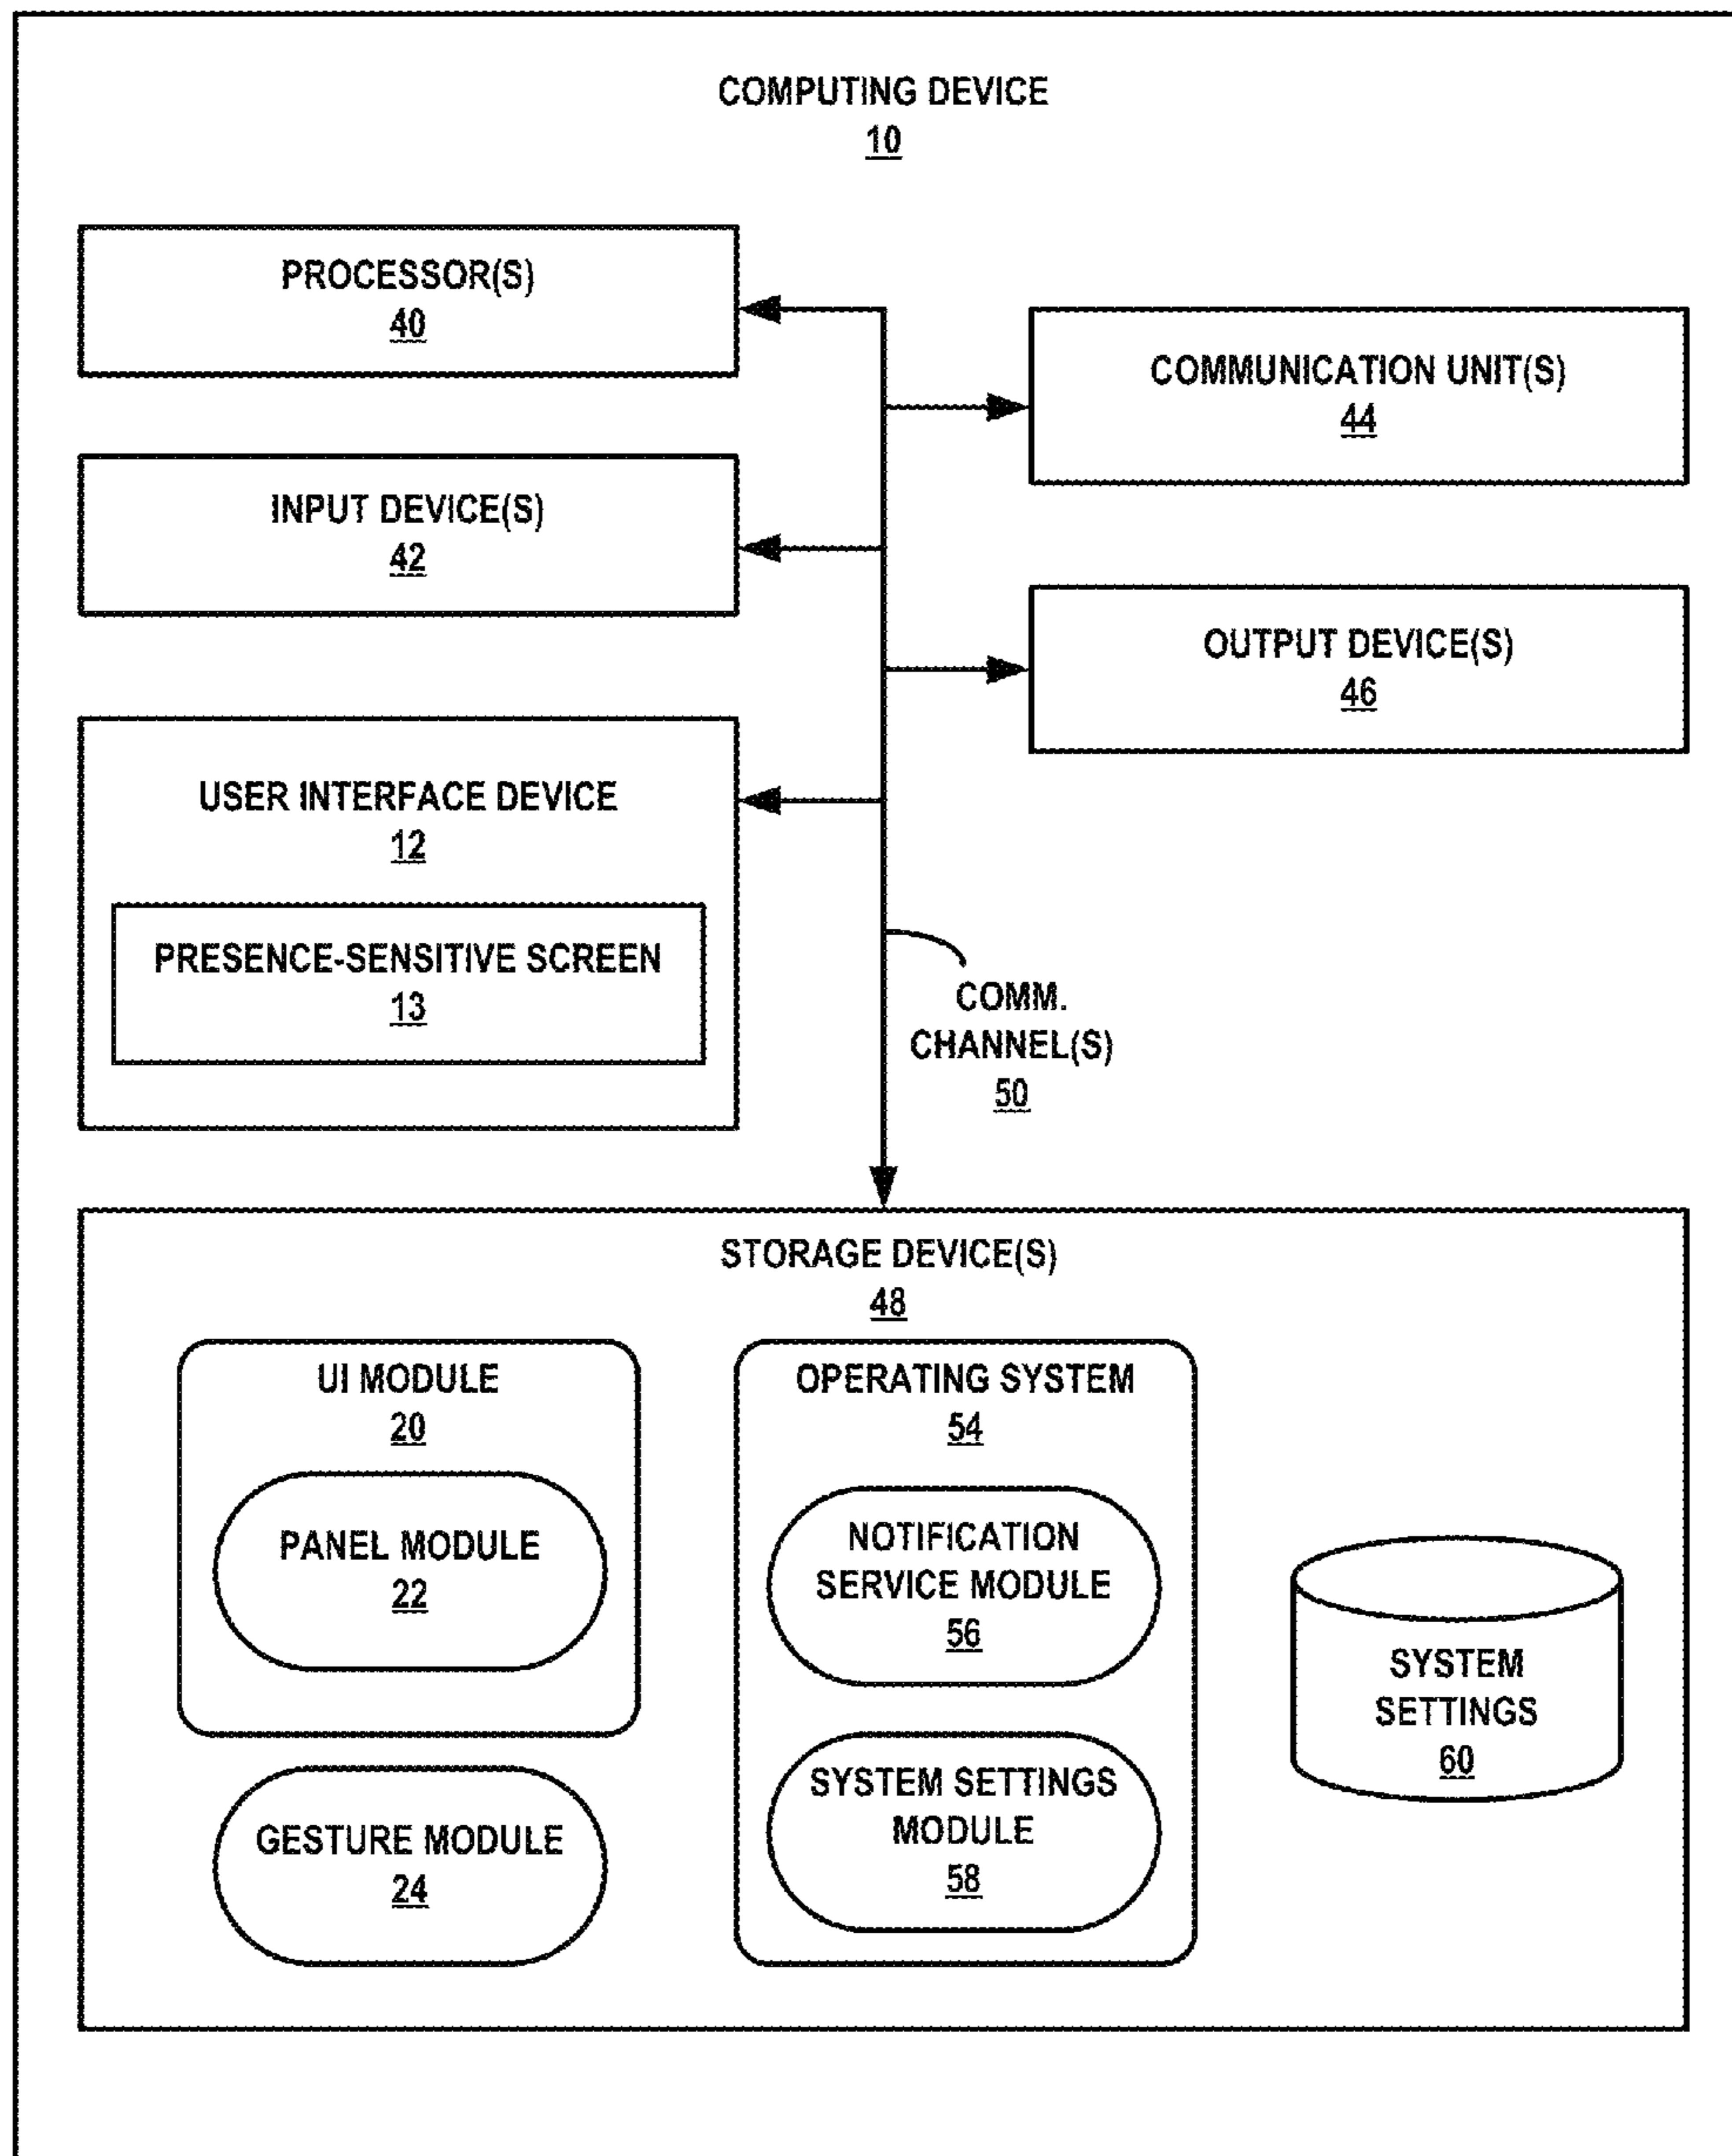 COMPUTING DEVICE
10
PROCESSOR(S)
40
COMMUNICATION UNIT(S)
44
INPUT DEVICE(S)
42
OUTPUT DEVICE(S)
46
USER INTERFACE DEVICE
12
PRESENCE-SENSITIVE SCREEN
13
COMM.
CHANNEL(S)
50
STORAGE DEVICE(S)
48
UI MODULE
20
PANEL MODULE
22
GESTURE MODULE
24
OPERATING SYSTEM
54
NOTIFICATION
SERVICE MODULE
56
SYSTEM SETTINGS
MODULE
58
SYSTEM
SETTINGS
60